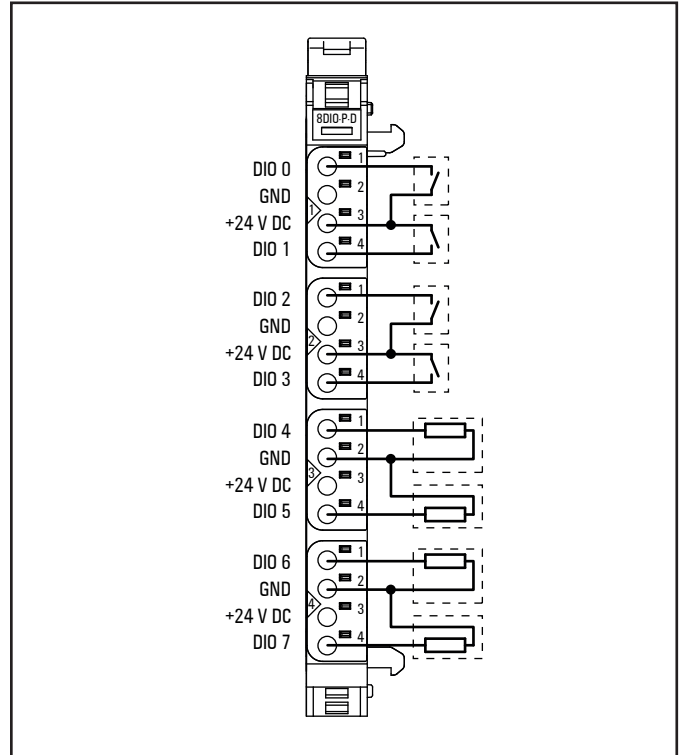 8DIO-P-D
DIO 0 1
GND 2
1
+24 V DC 3
DIO 1 4
DIO 2 1
GND 2
2
+24 V DC 3
DIO 3 4
DIO 4 1
GND 2
3
+24 V DC 3
DIO 5 4
DIO 6 1
GND 2
4
+24 V DC 3
DIO 7 4